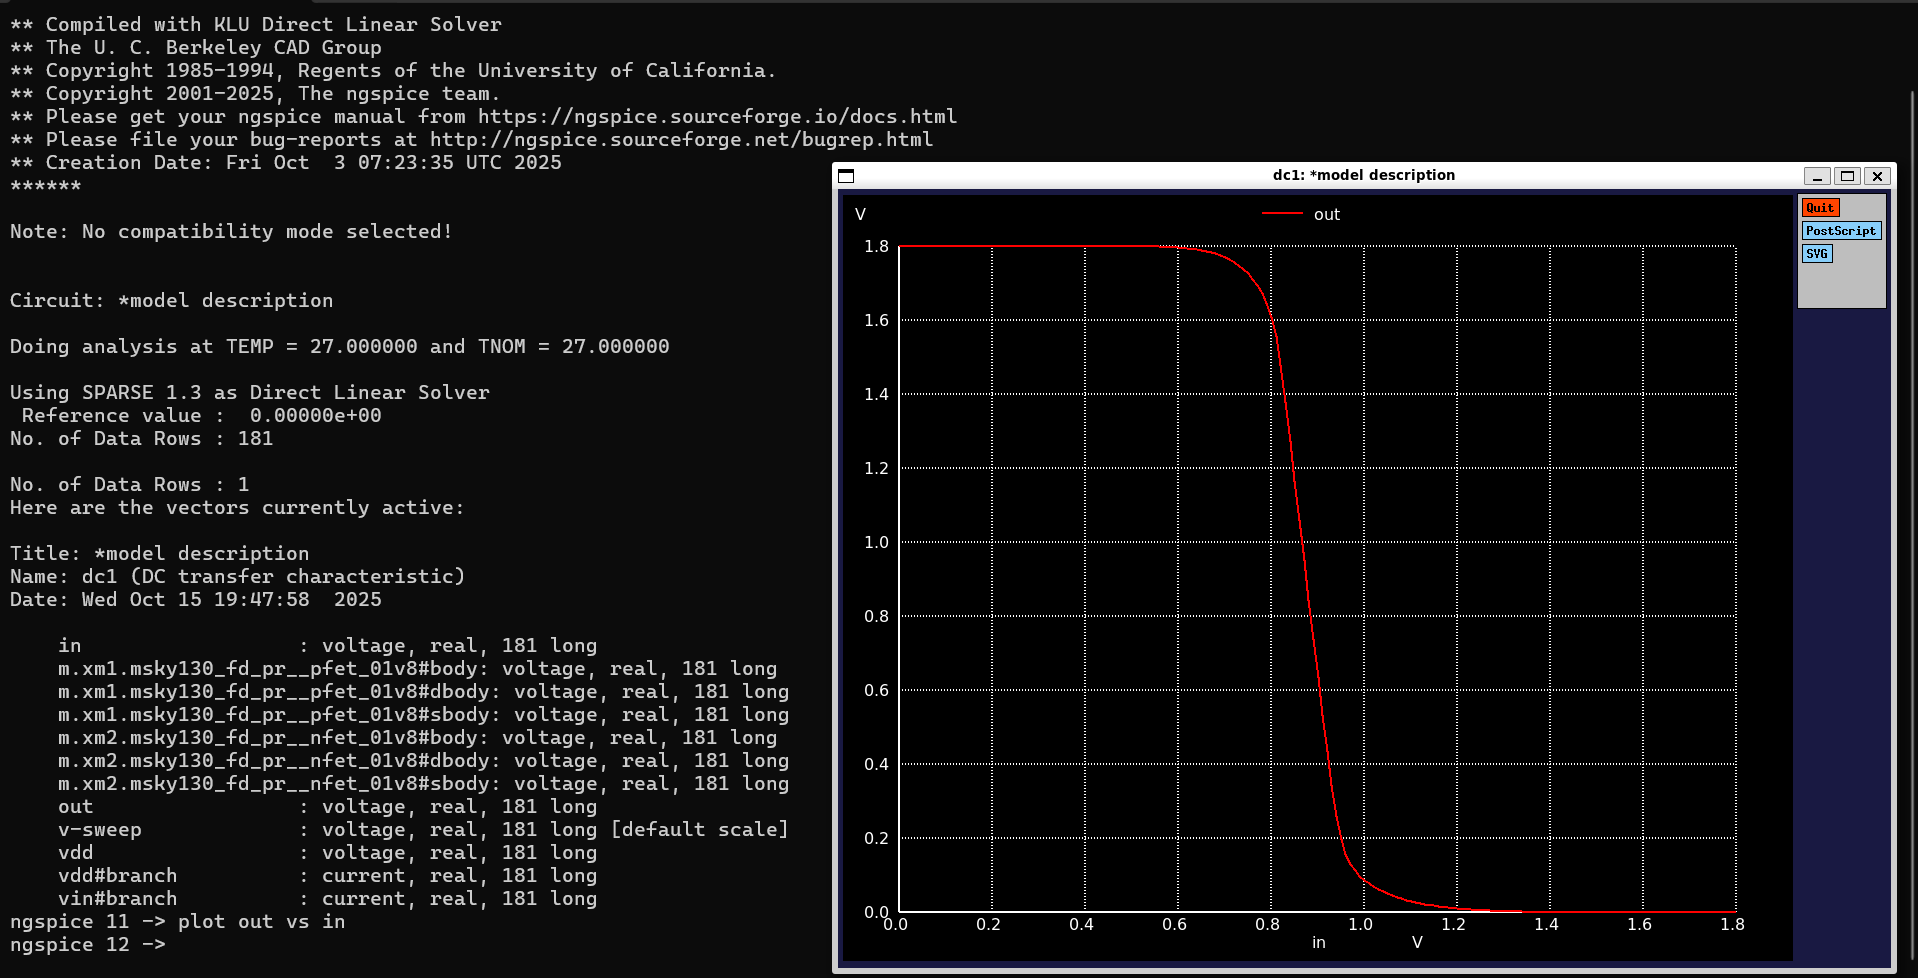 ** Compiled with KLU Direct Linear Solver
** The U. C. Berkeley CAD Group
** Copyright 1985-1994, Regents of the University of California.
** Copyright 2001-2025, The ngspice team.
** Please get your ngspice manual from https://ngspice.sourceforge.io/docs.html
** Please file your bug-reports at http://ngspice.sourceforge.net/bugrep.html
** Creation Date: Fri Oct  3 07:23:35 UTC 2025
******
Note: No compatibility mode selected!
Circuit: *model description
Doing analysis at TEMP = 27.000000 and TNOM = 27.000000
Using SPARSE 1.3 as Direct Linear Solver
 Reference value :  0.00000e+00
No. of Data Rows : 181
No. of Data Rows : 1
Here are the vectors currently active:
Title: *model description
Name: dc1 (DC transfer characteristic)
Date: Wed Oct 15 19:47:58  2025
    in                  : voltage, real, 181 long
    m.xm1.msky130_fd_pr__pfet_01v8#body: voltage, real, 181 long
    m.xm1.msky130_fd_pr__pfet_01v8#dbody: voltage, real, 181 long
    m.xm1.msky130_fd_pr__pfet_01v8#sbody: voltage, real, 181 long
    m.xm2.msky130_fd_pr__nfet_01v8#body: voltage, real, 181 long
    m.xm2.msky130_fd_pr__nfet_01v8#dbody: voltage, real, 181 long
    m.xm2.msky130_fd_pr__nfet_01v8#sbody: voltage, real, 181 long
    out                 : voltage, real, 181 long
    v-sweep             : voltage, real, 181 long [default scale]
    vdd                 : voltage, real, 181 long
    vdd#branch          : current, real, 181 long
    vin#branch          : current, real, 181 long
ngspice 11 -> plot out vs in
ngspice 12 ->
dc1: *model description
Quit
PostScript
SVG
V
out
1.8
1.6
1.4
1.2
1.0
0.8
0.6
0.4
0.2
0.0
0.0 0.2 0.4 0.6 0.8 1.0 1.2 1.4 1.6 1.8
in V